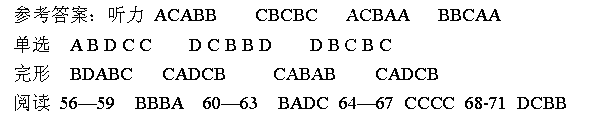 参考答案：听力 ACABB CBCBC ACBAA BBCAA
单选 A B D C C D C B B D D B C B C
完形 BDABC CADCB CABAB CADCB
阅读 56—59 BBBA 60—63 BADC 64—67 CCCC 68-71 DCBB